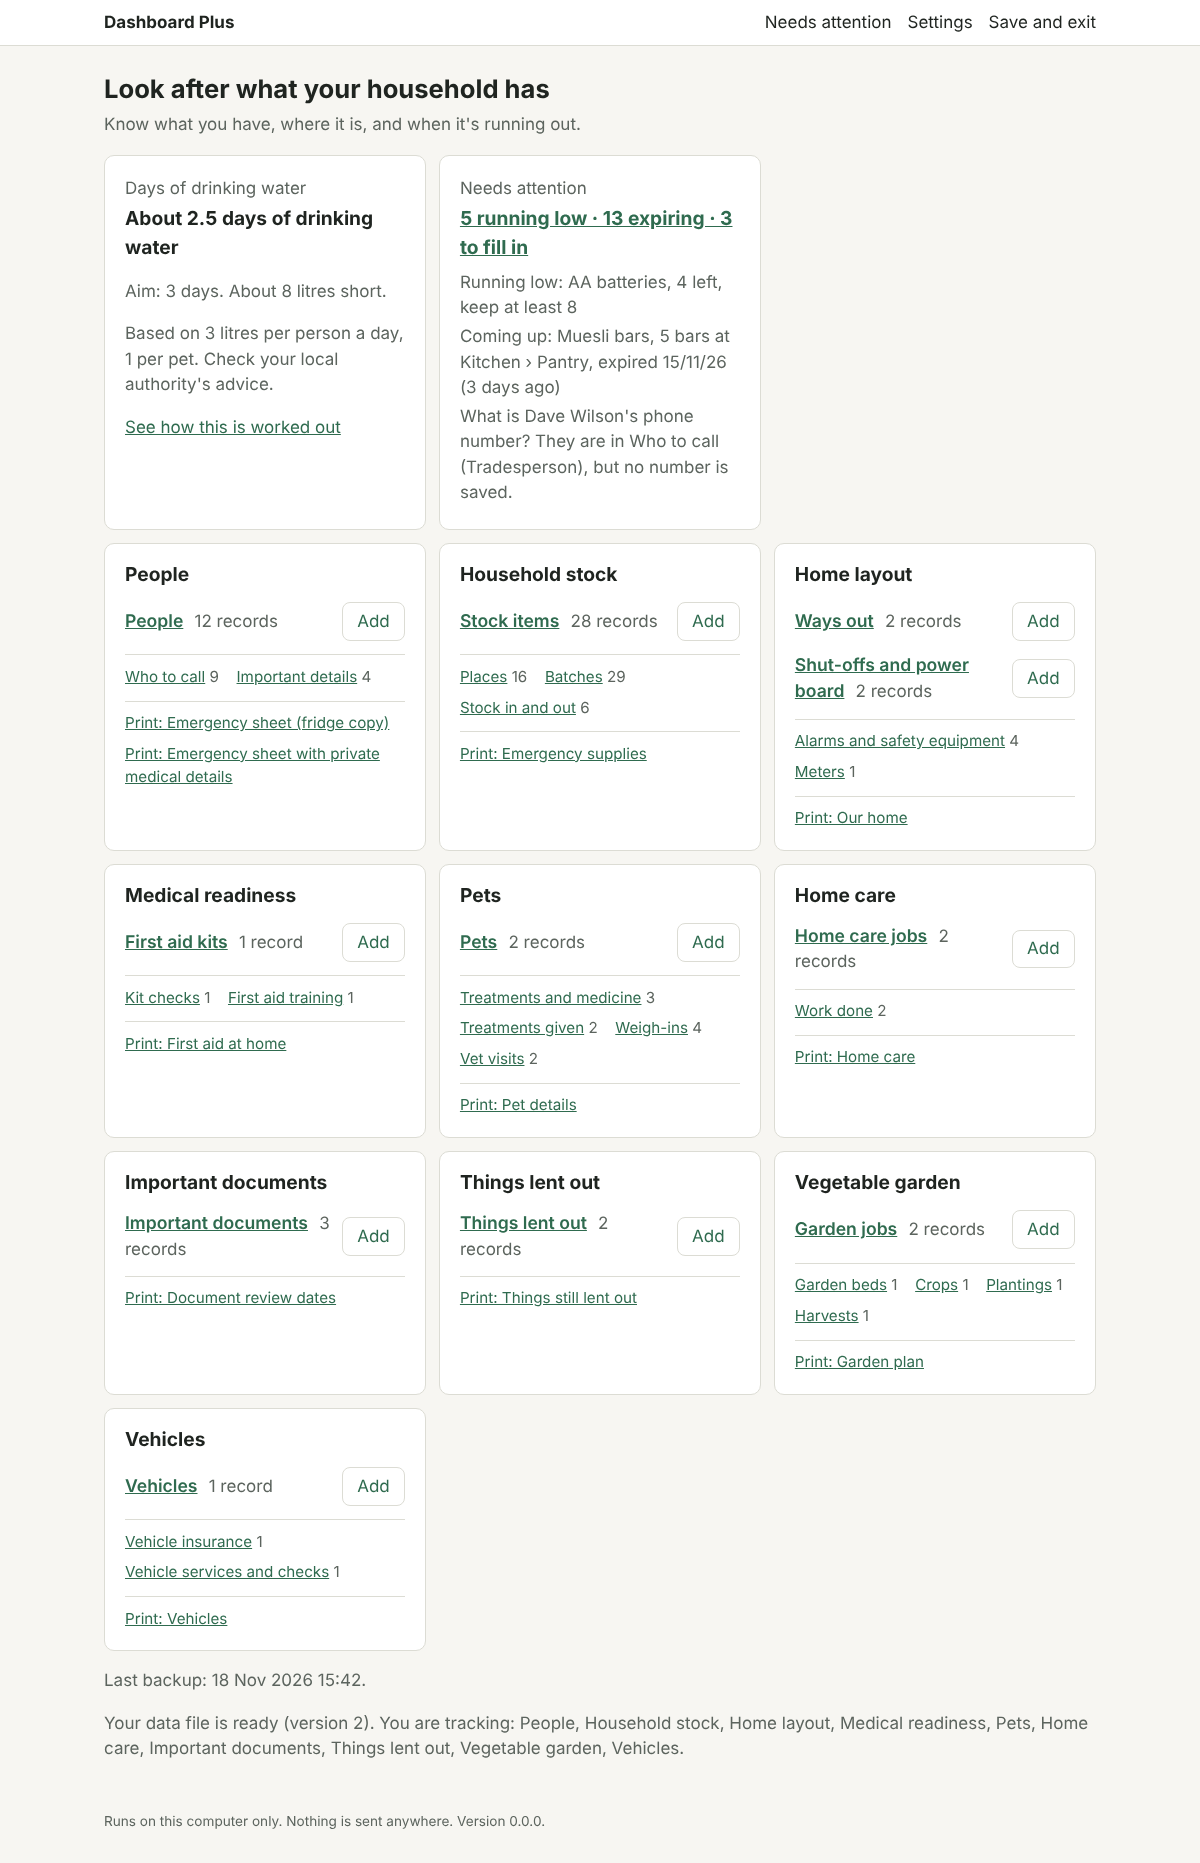 Dashboard Plus
Needs attention Settings Save and exit
Look after what your household has
Know what you have, where it is, and when it's running out.
Days of drinking water
About 2.5 days of drinking
water
Aim: 3 days. About 8 litres short.
Based on 3 litres per person a day,
1 per pet. Check your local
authority's advice.
See how this is worked out
Needs attention
5 running low · 13 expiring · 3
to fill in
Running low: AA batteries, 4 left,
keep at least 8
Coming up: Muesli bars, 5 bars at
Kitchen › Pantry, expired 15/11/26
(3 days ago)
What is Dave Wilson's phone
number? They are in Who to call
(Tradesperson), but no number is
saved.
People
People 12 records Add
Who to call 9 Important details 4
Print: Emergency sheet (fridge copy)
Print: Emergency sheet with private
medical details
Household stock
Stock items 28 records Add
Places 16 Batches 29
Stock in and out 6
Print: Emergency supplies
Home layout
Ways out 2 records Add
Shut-offs and power
board 2 records Add
Alarms and safety equipment 4
Meters 1
Print: Our home
Medical readiness
First aid kits 1 record Add
Kit checks 1 First aid training 1
Print: First aid at home
Pets
Pets 2 records Add
Treatments and medicine 3
Treatments given 2 Weigh-ins 4
Vet visits 2
Print: Pet details
Home care
Home care jobs 2
records Add
Work done 2
Print: Home care
Important documents
Important documents 3
records Add
Print: Document review dates
Things lent out
Things lent out 2
records Add
Print: Things still lent out
Vegetable garden
Garden jobs 2 records Add
Garden beds 1 Crops 1 Plantings 1
Harvests 1
Print: Garden plan
Vehicles
Vehicles 1 record Add
Vehicle insurance 1
Vehicle services and checks 1
Print: Vehicles
Last backup: 18 Nov 2026 15:42.
Your data file is ready (version 2). You are tracking: People, Household stock, Home layout, Medical readiness, Pets, Home
care, Important documents, Things lent out, Vegetable garden, Vehicles.
Runs on this computer only. Nothing is sent anywhere. Version 0.0.0.